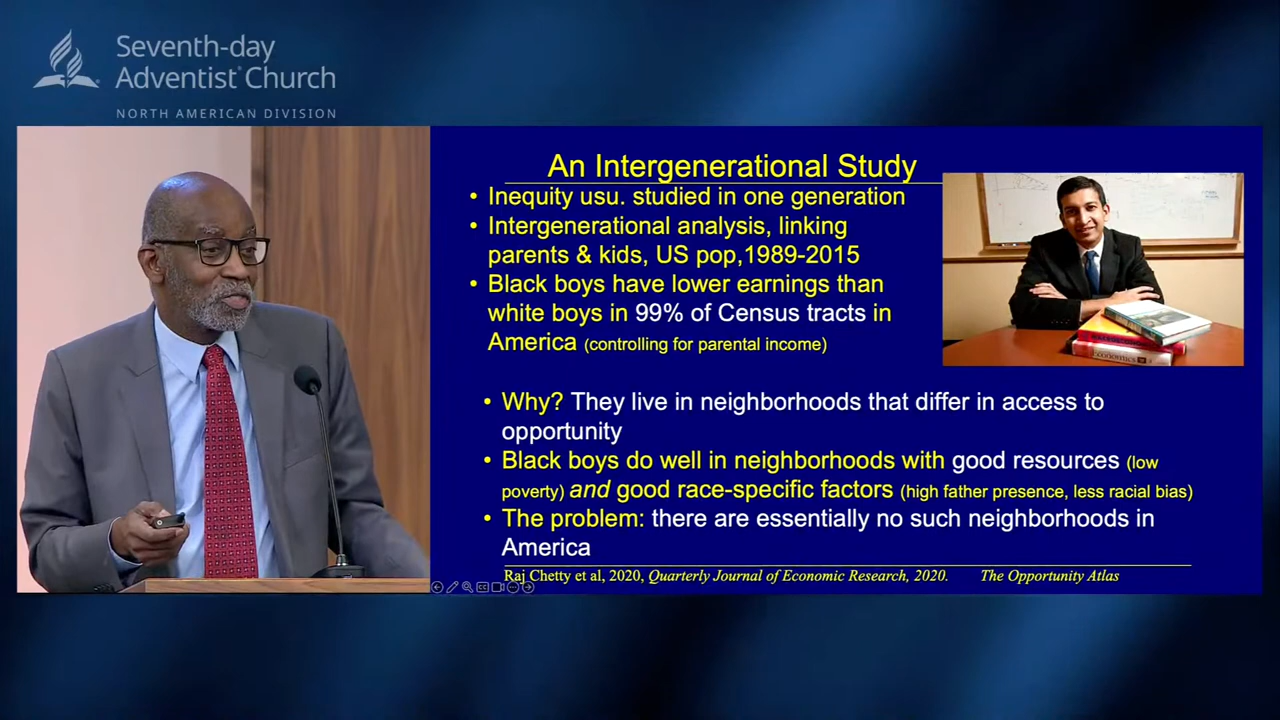 Seventh-day
Adventist® Church
NORTH AMERICAN DIVISION
An Intergenerational Study
• Inequity usu. studied in one generation
• Intergenerational analysis, linking
parents & kids, US pop,1989-2015
• Black boys have lower earnings than
white boys in 99% of Census tracts in
America (controlling for parental income)
Economics
• Why? They live in neighborhoods that differ in access to
opportunity
• Black boys do well in neighborhoods with good resources (low
poverty) and good race-specific factors (high father presence, less racial bias)
• The problem: there are essentially no such neighborhoods in
America
Raj Chetty et al, 2020, Quarterly Journal of Economic Research, 2020. The Opportunity Atlas